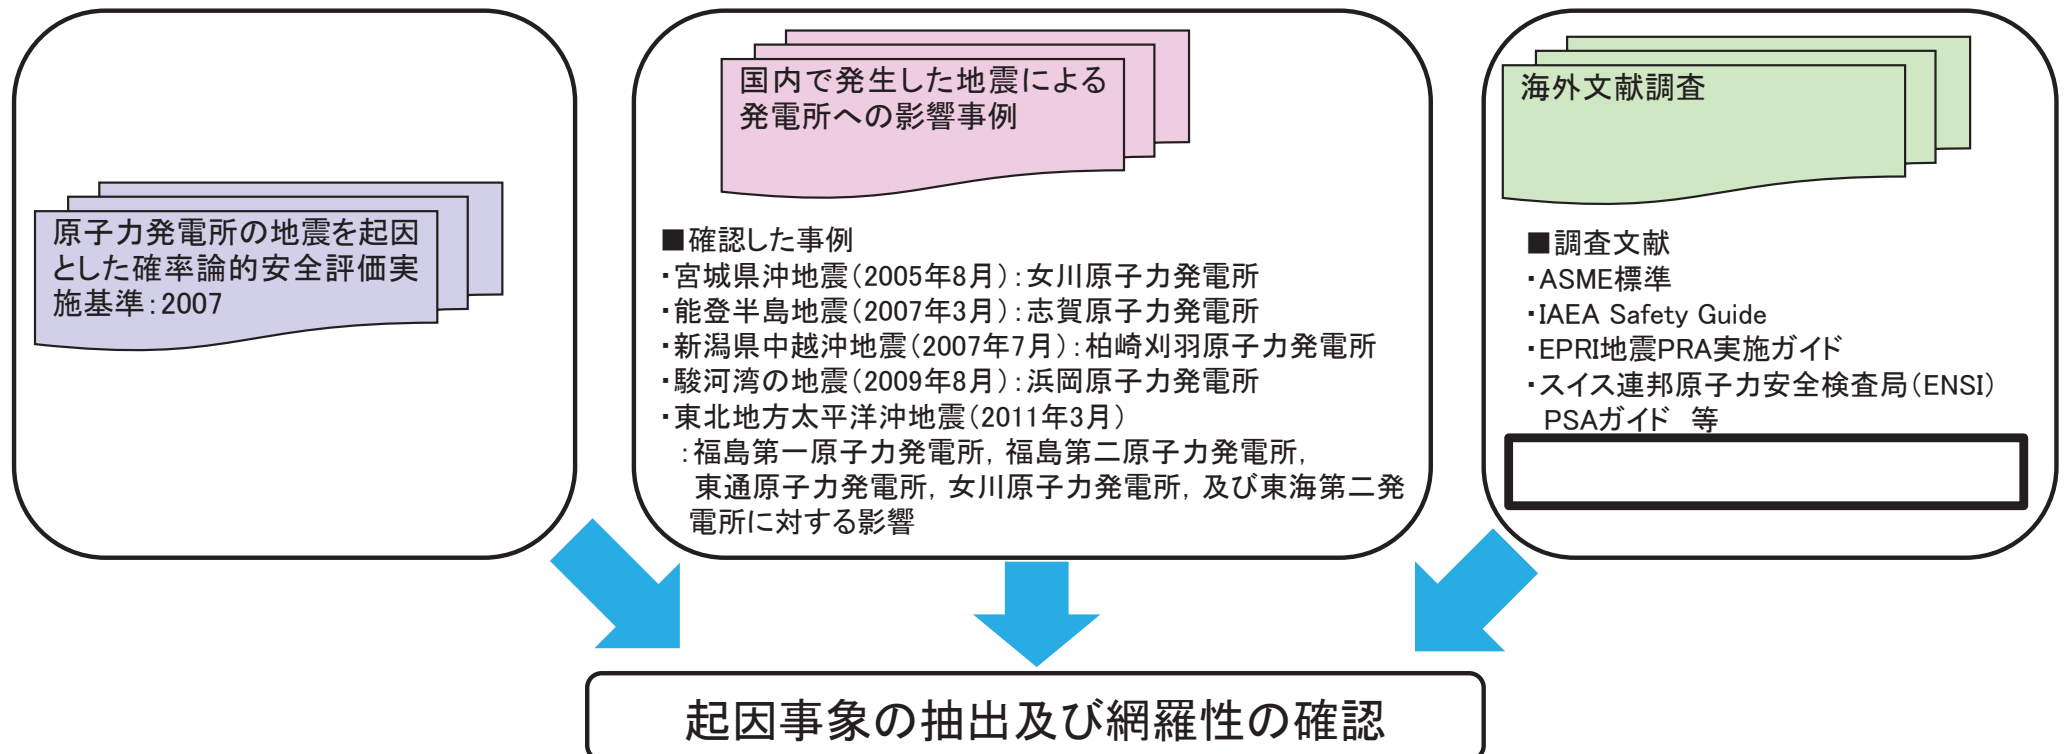 原子力発電所の地震を起因
とした確率論的安全評価実
施基準：2007
国内で発生した地震による
発電所への影響事例
■確認した事例
・宮城県沖地震（2005年8月）：女川原子力発電所
・能登半島地震（2007年3月）：志賀原子力発電所
・新潟県中越沖地震（2007年7月）：柏崎刈羽原子力発電所
・駿河湾の地震（2009年8月）：浜岡原子力発電所
・東北地方太平洋沖地震（2011年3月）
：福島第一原子力発電所，福島第二原子力発電所，
東通原子力発電所，女川原子力発電所，及び東海第二発
電所に対する影響
海外文献調査
■調査文献
・ASME標準
・IAEA Safety Guide
・EPRI地震PRA実施ガイド
・スイス連邦原子力安全検査局（ENSI）
PSAガイド　等
起因事象の抽出及び網羅性の確認